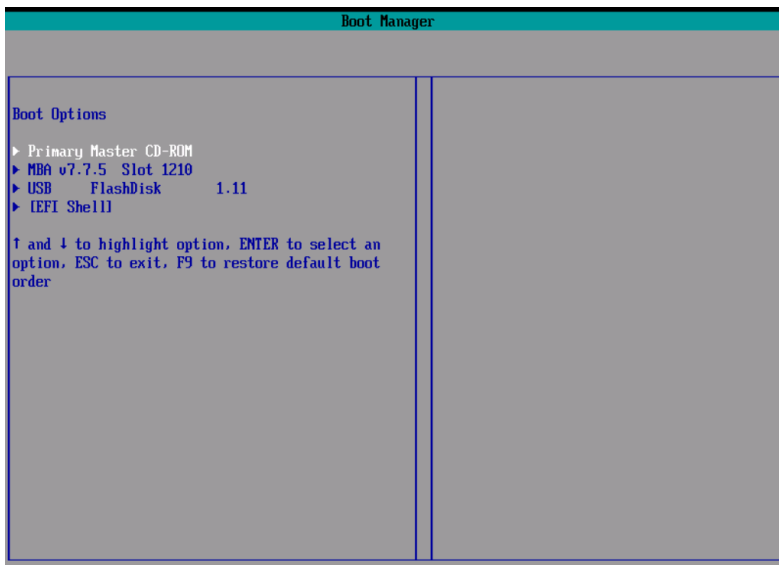 Boot Manager
Boot Options
Primary Master CD-ROM
MBA v7.7.5 Slot 1210
USB FlashDisk 1.11
[EFI Shell]
↑ and ↓ to highlight option, ENTER to select an
option, ESC to exit, F9 to restore default boot
order